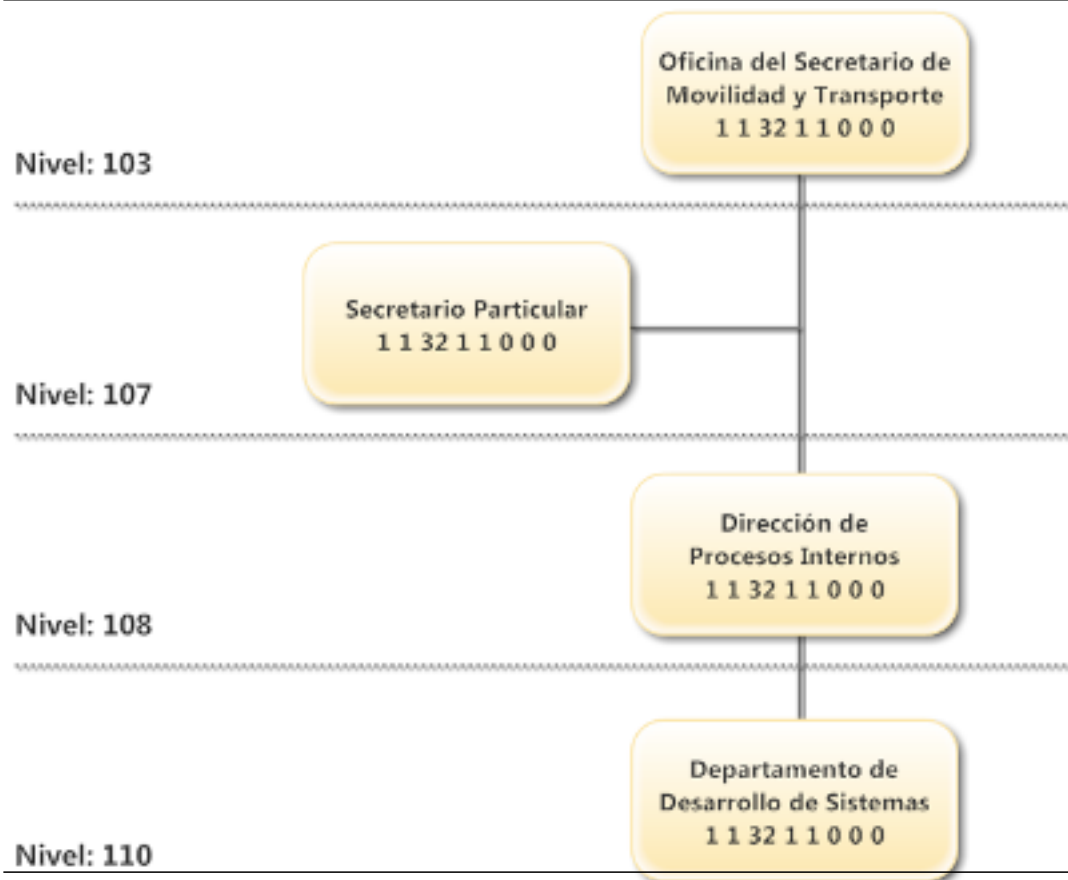 Oficina del Secretario de
Movilidad y Transporte
1 1 32 1 1 0 0 0
Nivel: 103
Secretario Particular
1 1 32 1 1 0 0 0
Nivel: 107
Dirección de
Procesos Internos
1 1 32 1 1 0 0 0
Nivel: 108
Departamento de
Desarrollo de Sistemas
1 1 32 1 1 0 0 0
Nivel: 110